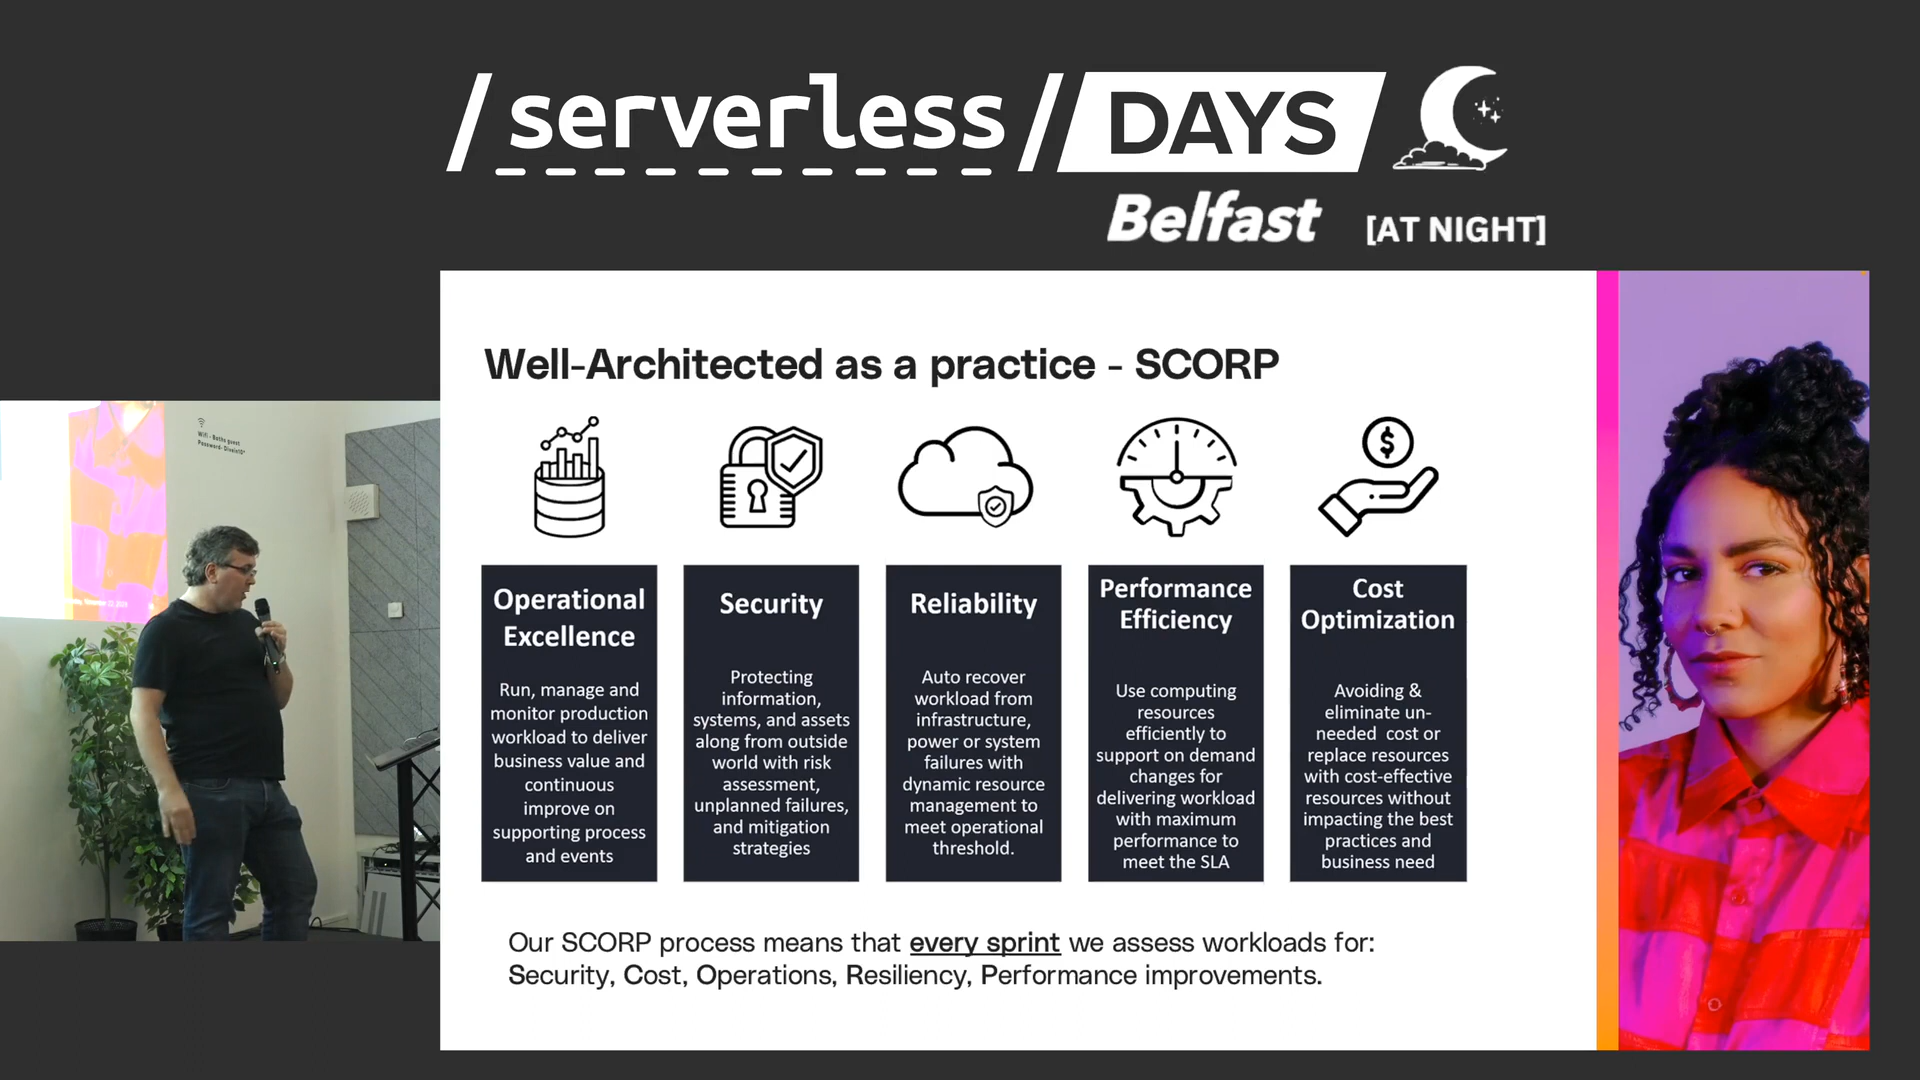 /serverless/DAYS
Belfast [AT NIGHT]
Wifi - Baths guest
Well-Architected as a practice - SCORP
Operational
Excellence
Run, manage and
monitor production
workload to deliver
business value and
continuous
improve on
supporting process
and events
Security
Protecting
information,
systems, and assets
along from outside
world with risk
assessment,
unplanned failures,
and mitigation
strategies
Reliability
Auto recover
workload from
infrastructure,
power or system
failures with
dynamic resource
management to
meet operational
threshold.
Performance
Efficiency
Use computing
resources
efficiently to
support on demand
changes for
delivering workload
with maximum
performance to
meet the SLA
Cost
Optimization
Avoiding &
eliminate un-
needed cost or
replace resources
with cost-effective
resources without
impacting the best
practices and
business need
Our SCORP process means that every sprint we assess workloads for:
Security, Cost, Operations, Resiliency, Performance improvements.